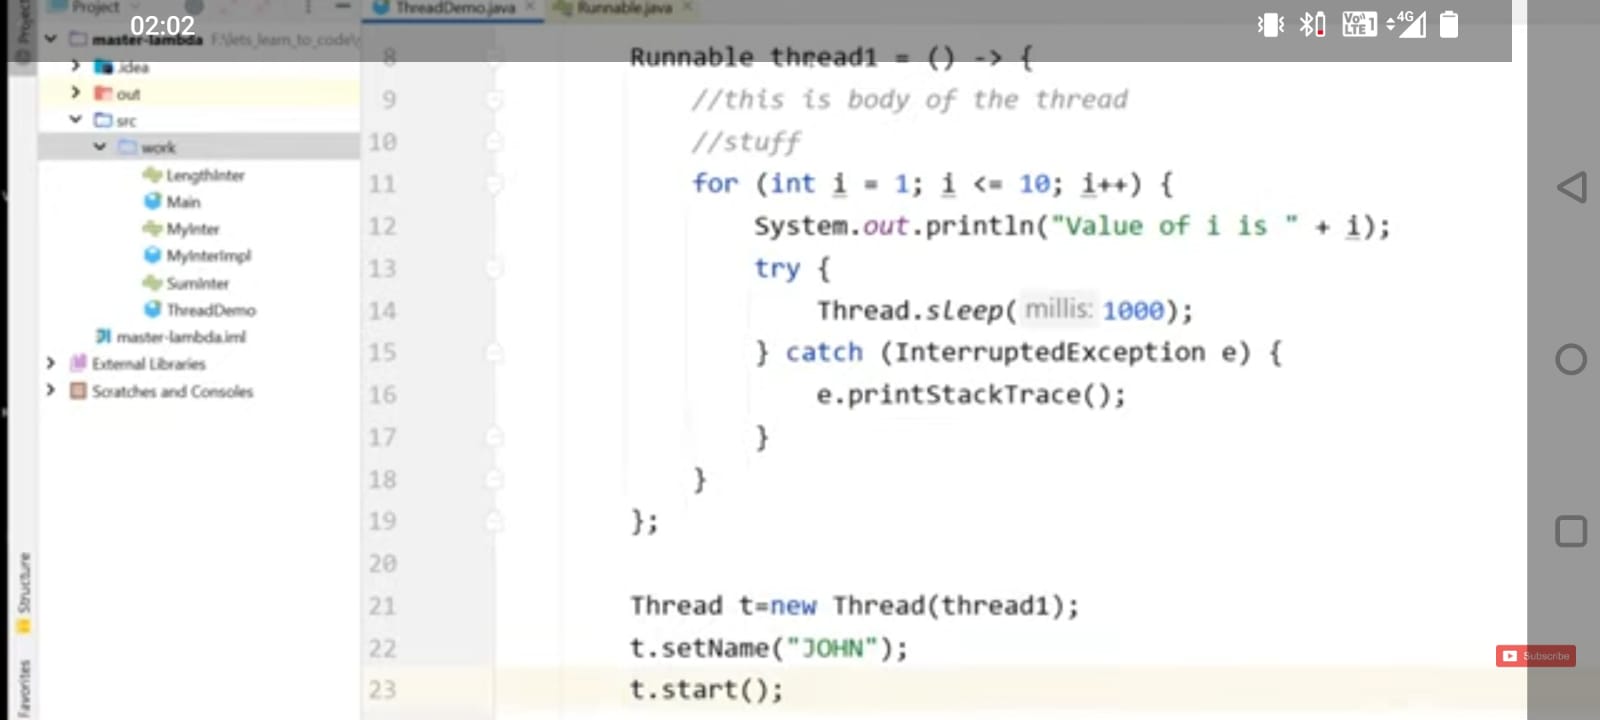 Project
02:02
ThreadDemo.java
Runnable.java
VoLTE 1
4G
Project
master-lambda
.idea
out
src
work
LengthInter
Main
MyInter
MyInterImpl
SumInter
ThreadDemo
master-lambda.iml
External Libraries
Scratches and Consoles
Structure
Favorites
8 Runnable thread1 = () -> {
9 //this is body of the thread
10 //stuff
11 for (int i = 1; i <= 10; i++) {
12 System.out.println("Value of i is " + i);
13 try {
14 Thread.sleep( millis: 1000);
15 } catch (InterruptedException e) {
16 e.printStackTrace();
17 }
18 }
19 };
20
21 Thread t=new Thread(thread1);
22 t.setName("JOHN");
23 t.start();
Subscribe